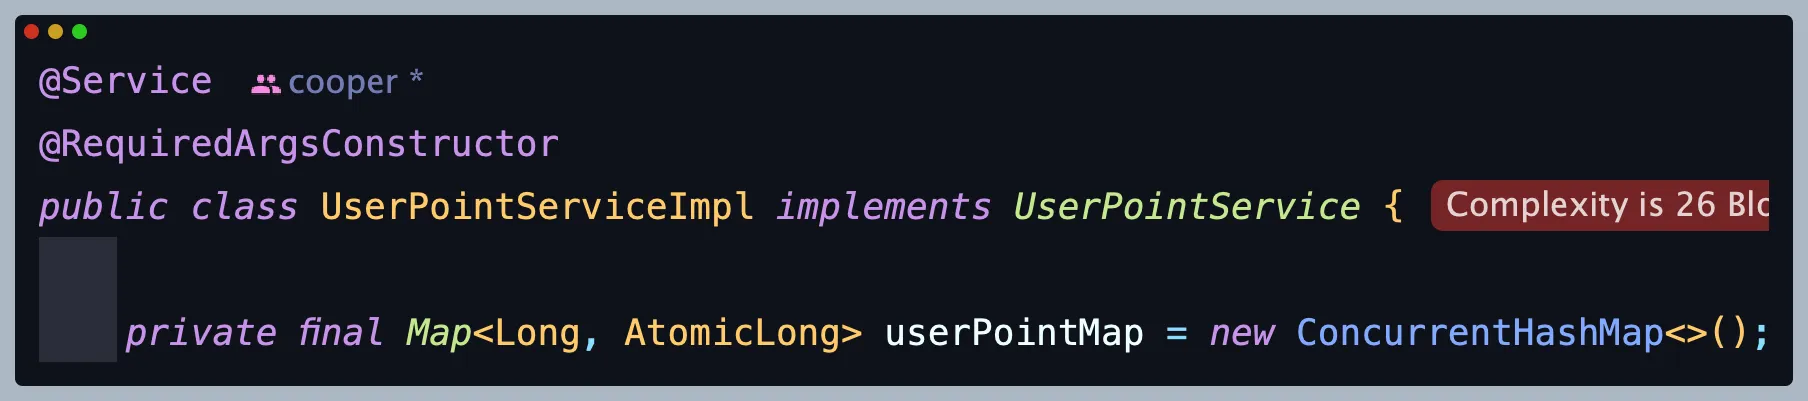 @Service cooper *
@RequiredArgsConstructor
public class UserPointServiceImpl implements UserPointService { Complexity is 26 Blo
private final Map<Long, AtomicLong> userPointMap = new ConcurrentHashMap<>();